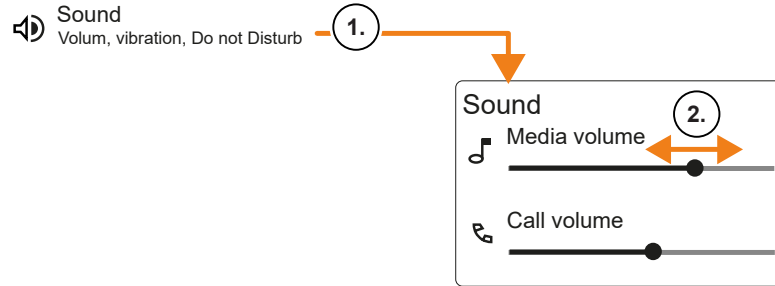 Sound
Volum, vibration, Do not Disturb
1.
Sound
2.
Media volume
Call volume